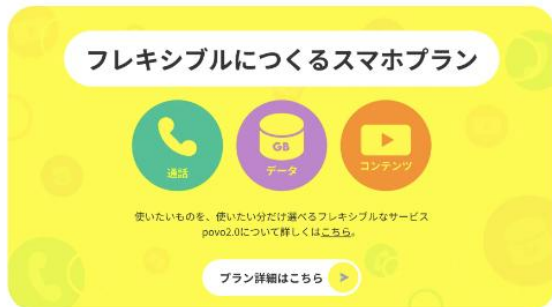 フレキシブルにつくるスマホプラン
通話
GB
データ
コンテンツ
使いたいものを、使いたい分だけ選べるフレキシブルなサービス
povo2.0について詳しくはこちら。
プラン詳細はこちら